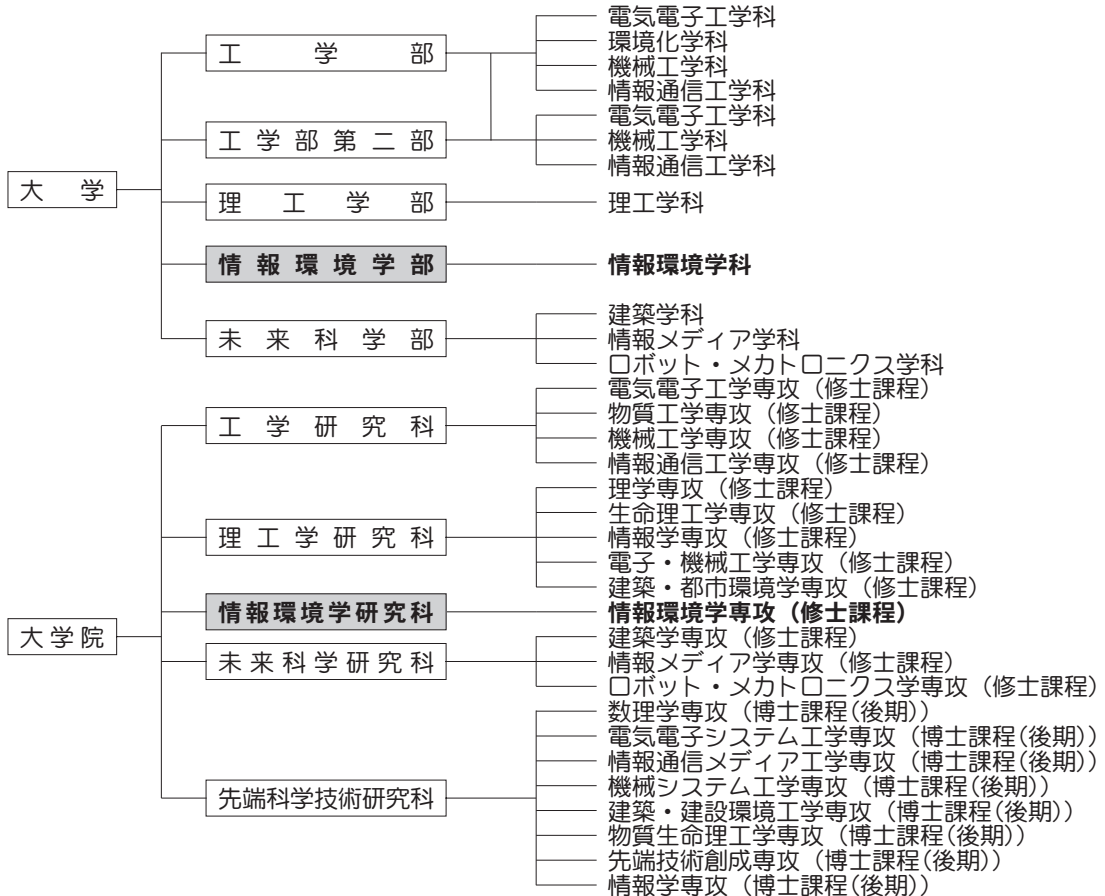 大学
工学部
電気電子工学科
環境化学科
機械工学科
情報通信工学科
工学部第二部
電気電子工学科
機械工学科
情報通信工学科
理工学部
理工学科
情報環境学部
情報環境学科
未来科学部
建築学科
情報メディア学科
ロボット・メカトロニクス学科
大学院
工学研究科
電気電子工学専攻（修士課程）
物質工学専攻（修士課程）
機械工学専攻（修士課程）
情報通信工学専攻（修士課程）
理工学研究科
理学専攻（修士課程）
生命理工学専攻（修士課程）
情報学専攻（修士課程）
電子・機械工学専攻（修士課程）
建築・都市環境学専攻（修士課程）
情報環境学研究科
情報環境学専攻（修士課程）
未来科学研究科
建築学専攻（修士課程）
情報メディア学専攻（修士課程）
ロボット・メカトロニクス学専攻（修士課程）
先端科学技術研究科
数理学専攻（博士課程(後期)）
電気電子システム工学専攻（博士課程(後期)）
情報通信メディア工学専攻（博士課程(後期)）
機械システム工学専攻（博士課程(後期)）
建築・建設環境工学専攻（博士課程(後期)）
物質生命理工学専攻（博士課程(後期)）
先端技術創成専攻（博士課程(後期)）
情報学専攻（博士課程(後期)）